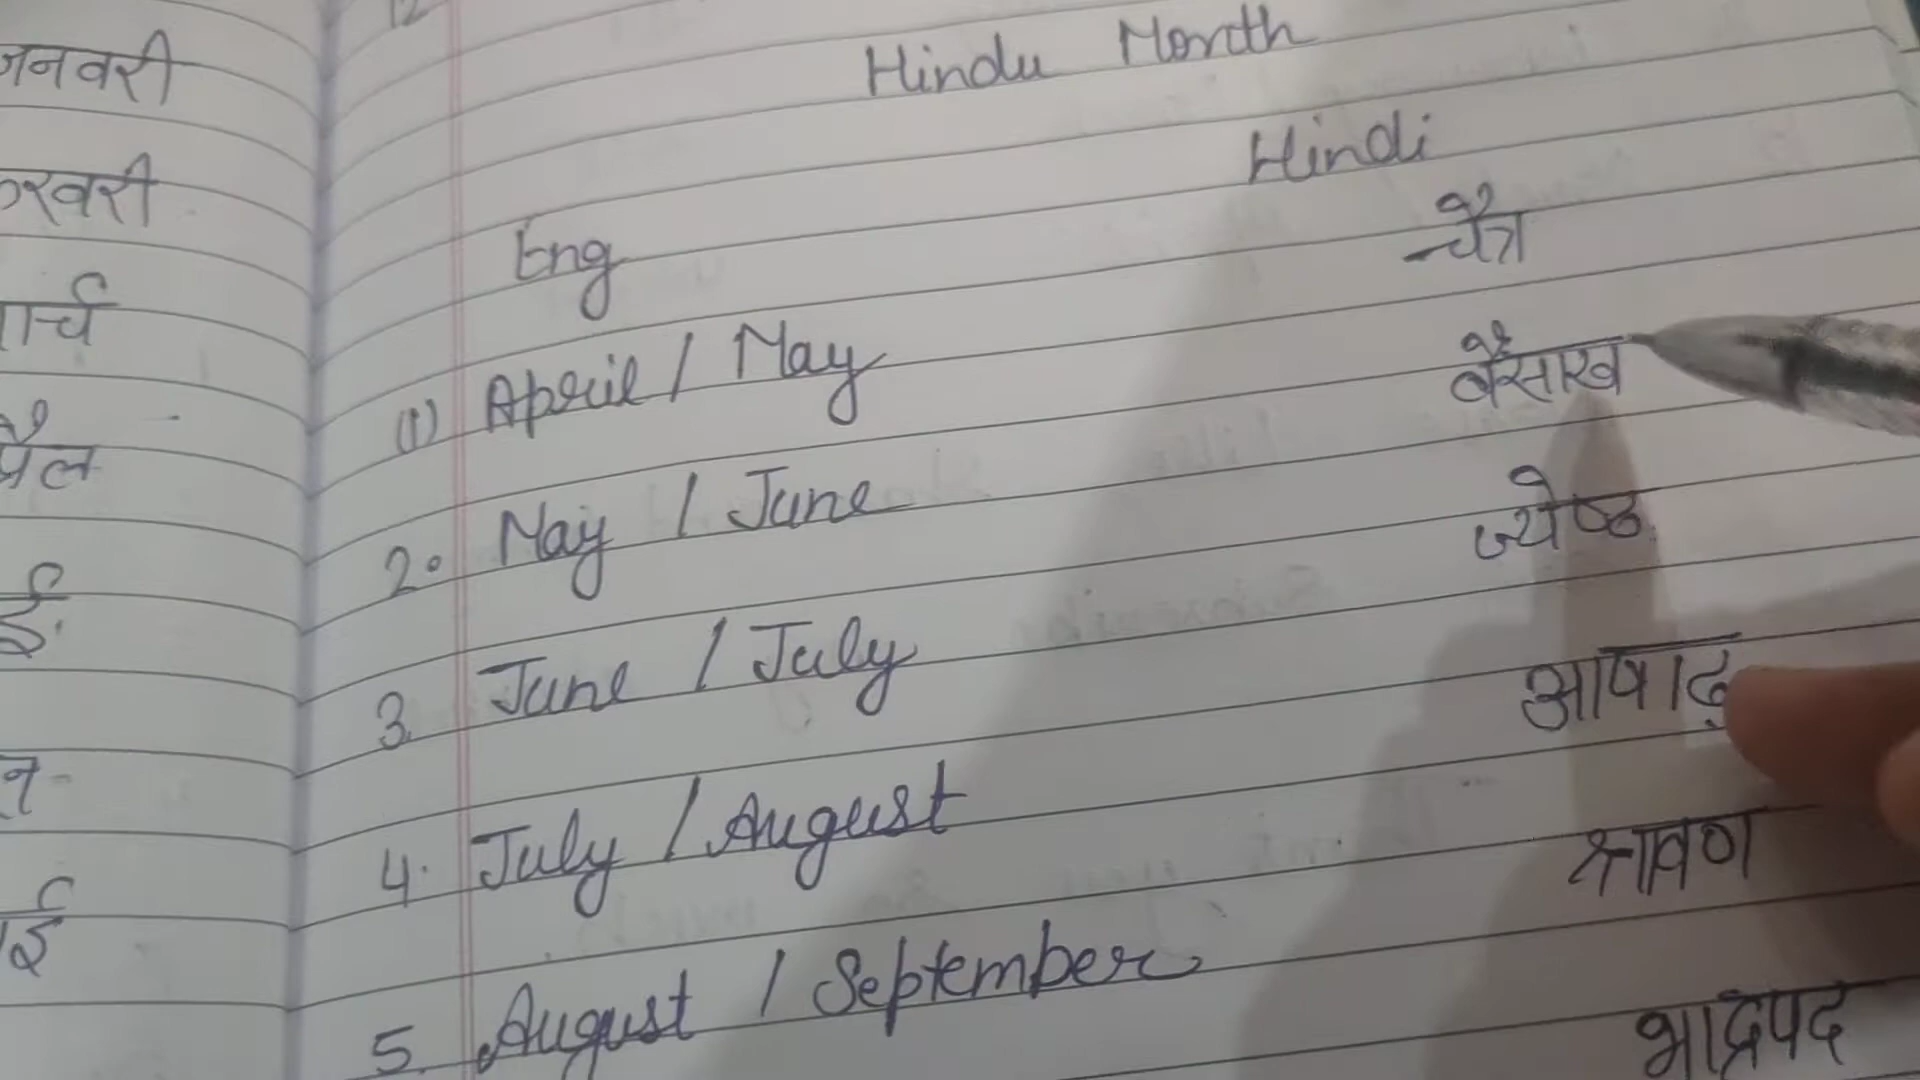 जनवरी
Hindu Month
Eng Hindi
चैत्र
(1) April / May बैसाख
2. May / June ज्येष्ठ
3. June / July आषाढ़
4. July / August श्रावण
5. August / September भाद्रपद